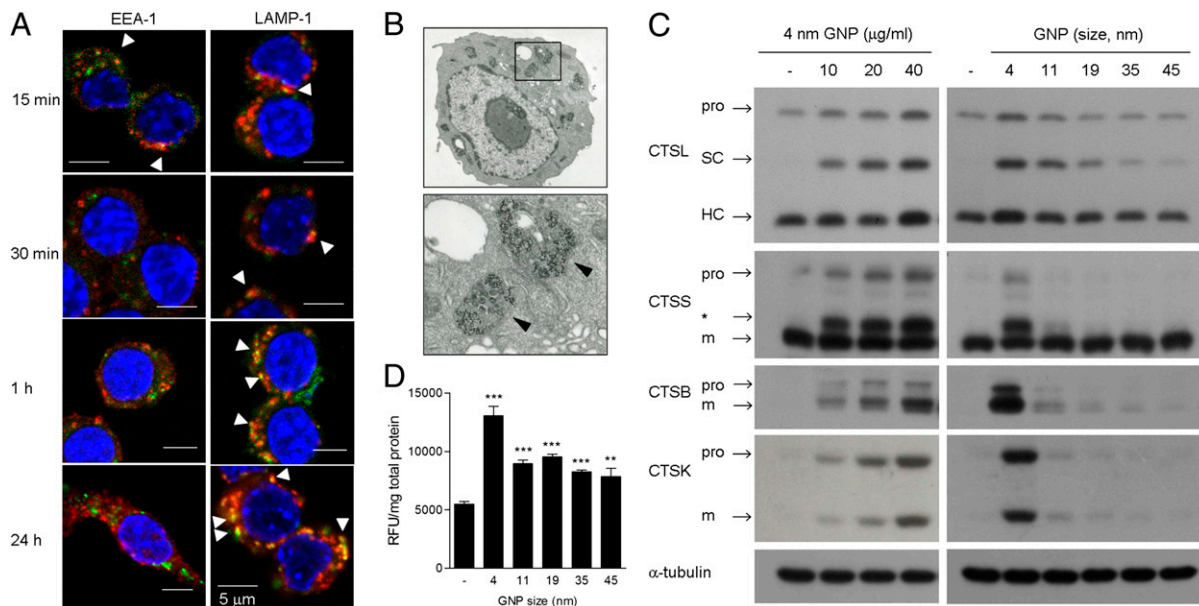 A
EEA-1
LAMP-1
15 min
30 min
1 h
24 h
5 μm
B
D
RFU/mg total protein
15000
10000
5000
0
***
***
***
***
**
- 4 11 19 35 45
GNP size (nm)
C
4 nm GNP (μg/ml)
GNP (size, nm)
- 10 20 40
- 4 11 19 35 45
CTSL
pro
SC
HC
CTSS
pro
*
m
CTSB
pro
m
CTSK
pro
m
α-tubulin